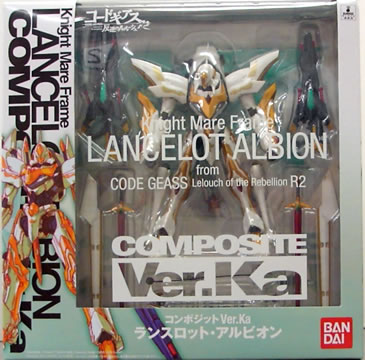 コードギアス
反逆のルルーシュ R2
Knight Mare Frame
LANCELOT ALBION
COMPOSITE Ver.Ka
Knight Mare Frame
LANCELOT ALBION
from
CODE GEASS Lelouch of the Rebellion R2
COMPOSITE
Ver.Ka
コンポジット Ver.Ka
ランスロット・アルビオン
BAN
DAI